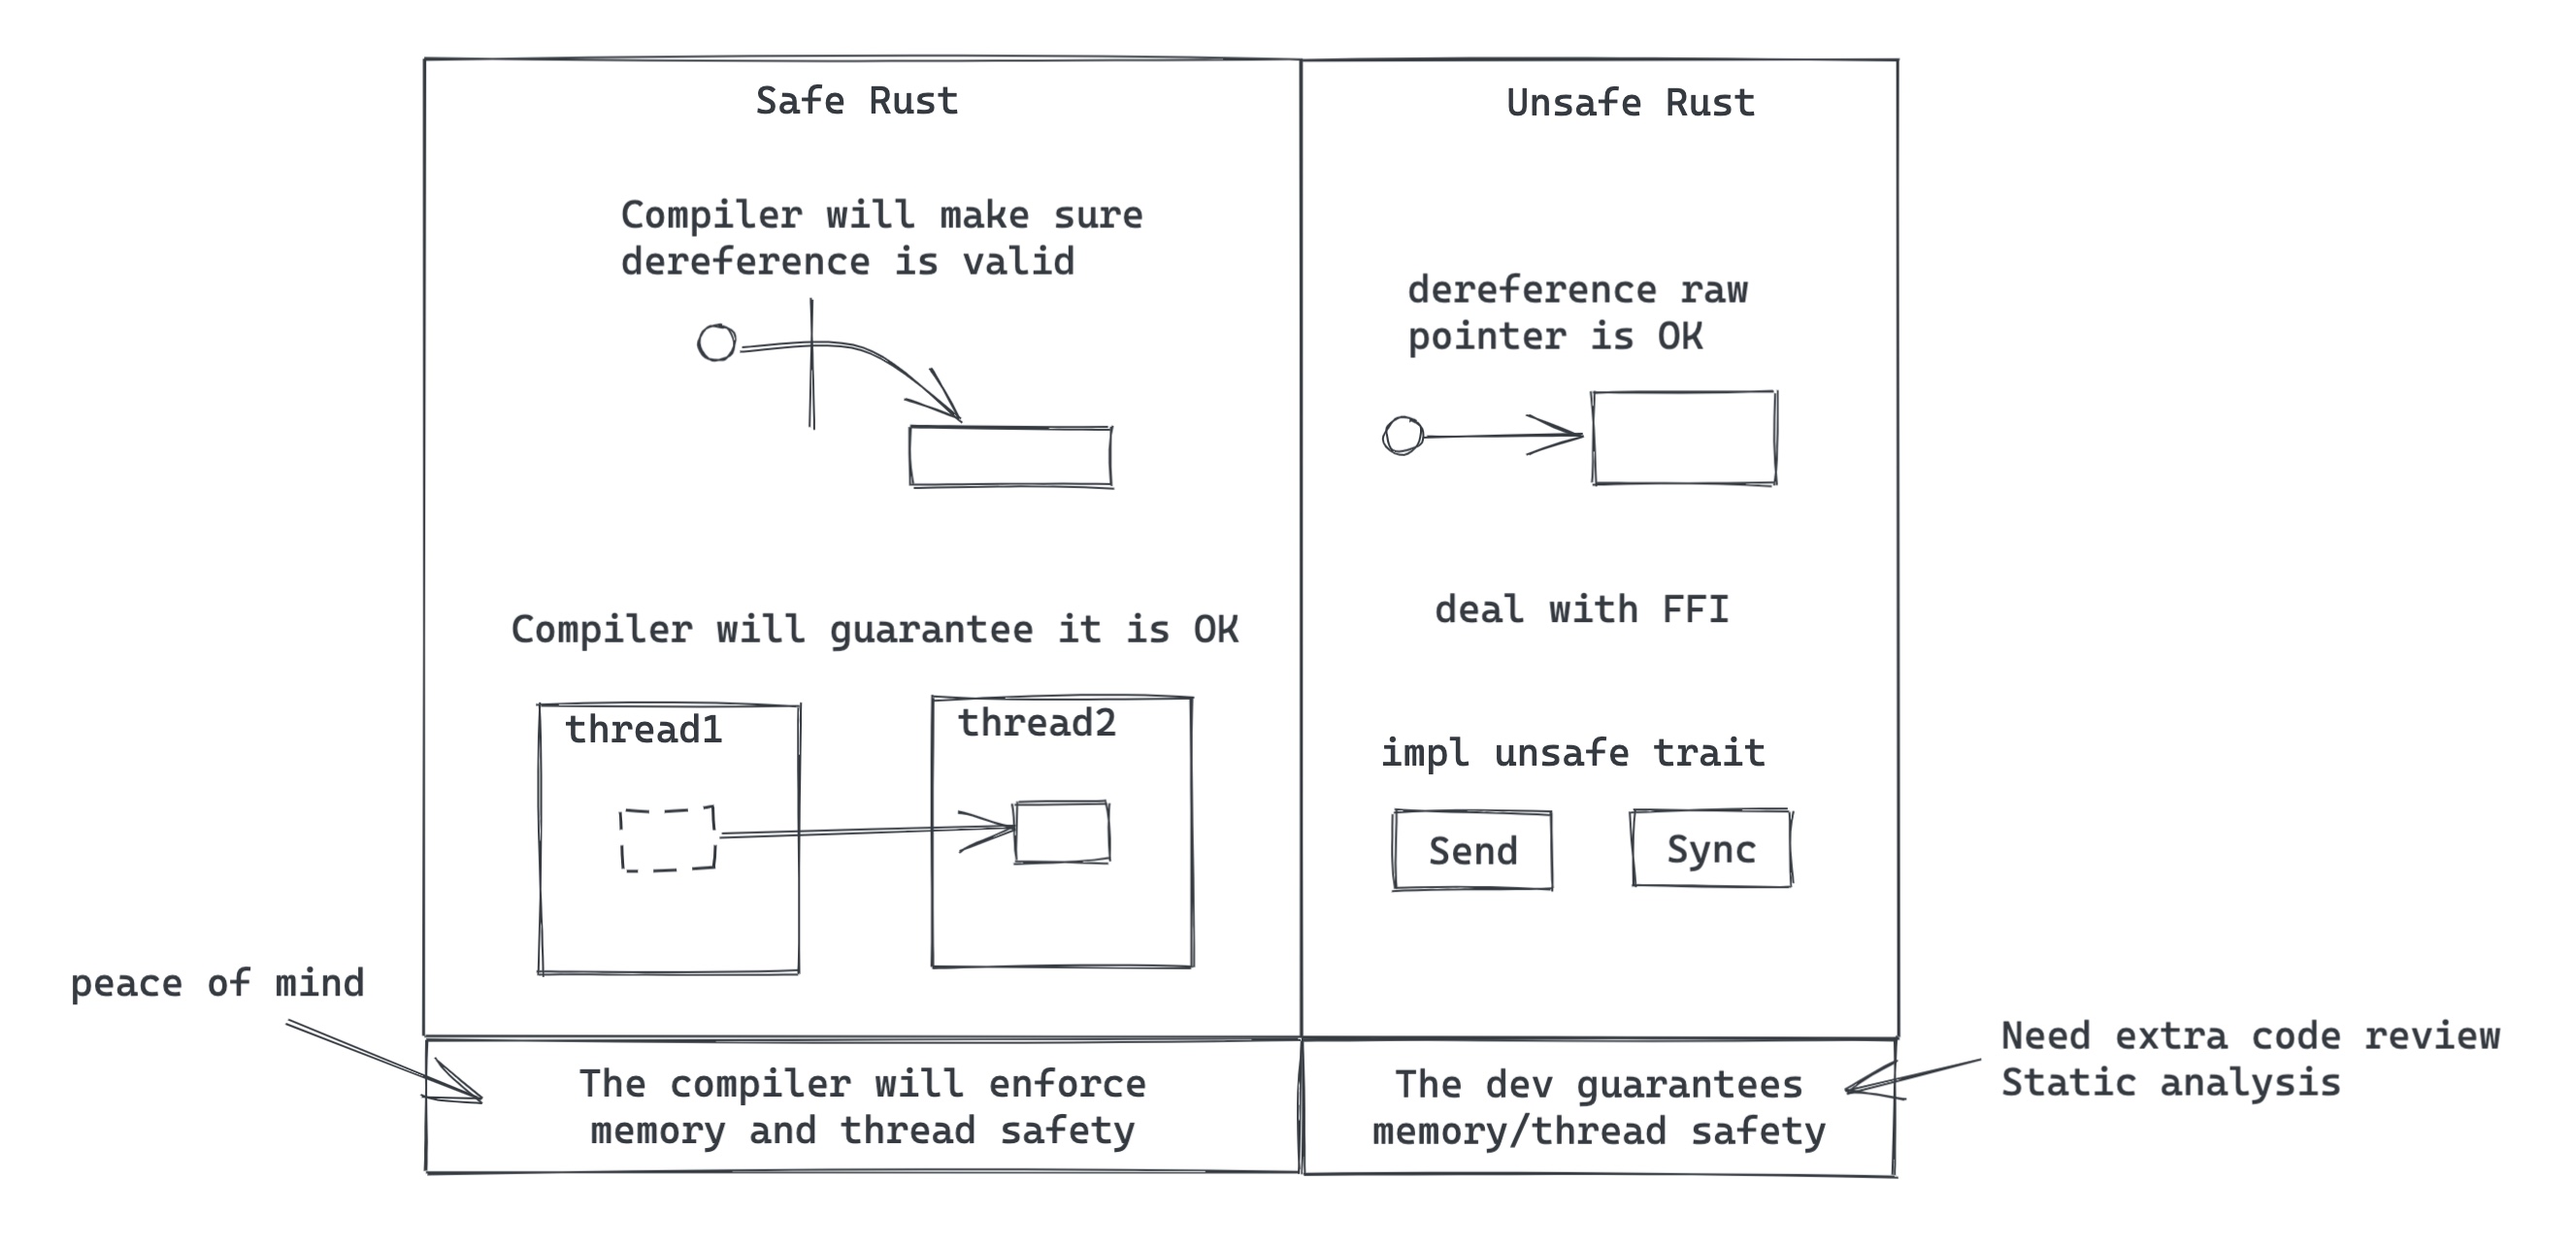 Safe Rust
Compiler will make sure
dereference is valid
Compiler will guarantee it is OK
thread1
thread2
Unsafe Rust
dereference raw
pointer is OK
deal with FFI
impl unsafe trait
Send
Sync
peace of mind
The compiler will enforce
memory and thread safety
The dev guarantees
memory/thread safety
Need extra code review
Static analysis